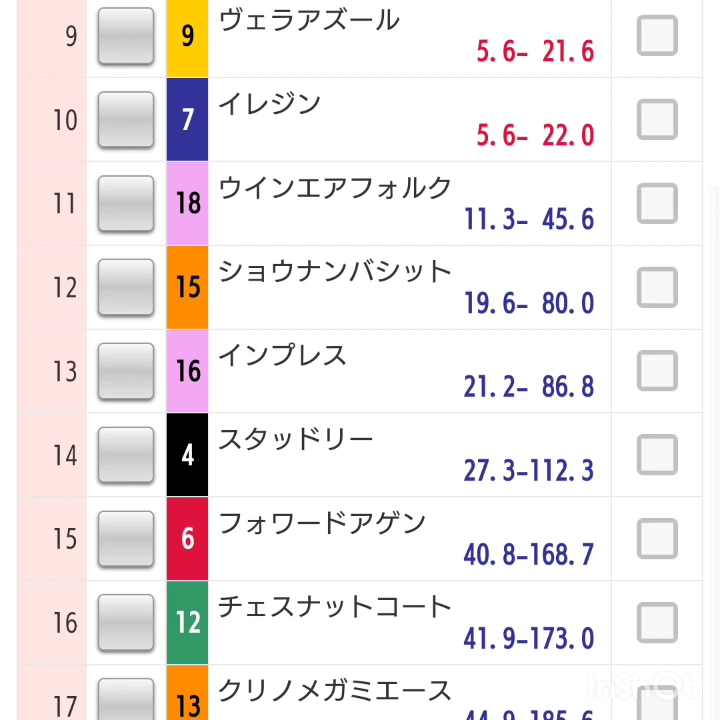 9 9 ヴェラアズール
5.6- 21.6
10 7 イレジン
5.6- 22.0
11 18 ウインエアフォルク
11.3- 45.6
12 15 ショウナンバシット
19.6- 80.0
13 16 インプレス
21.2- 86.8
14 4 スタッドリー
27.3-112.3
15 6 フォワードアゲン
40.8-168.7
16 12 チェスナットコート
41.9-173.0
17 13 クリノメガミエース
44.9-185.6
InShOt